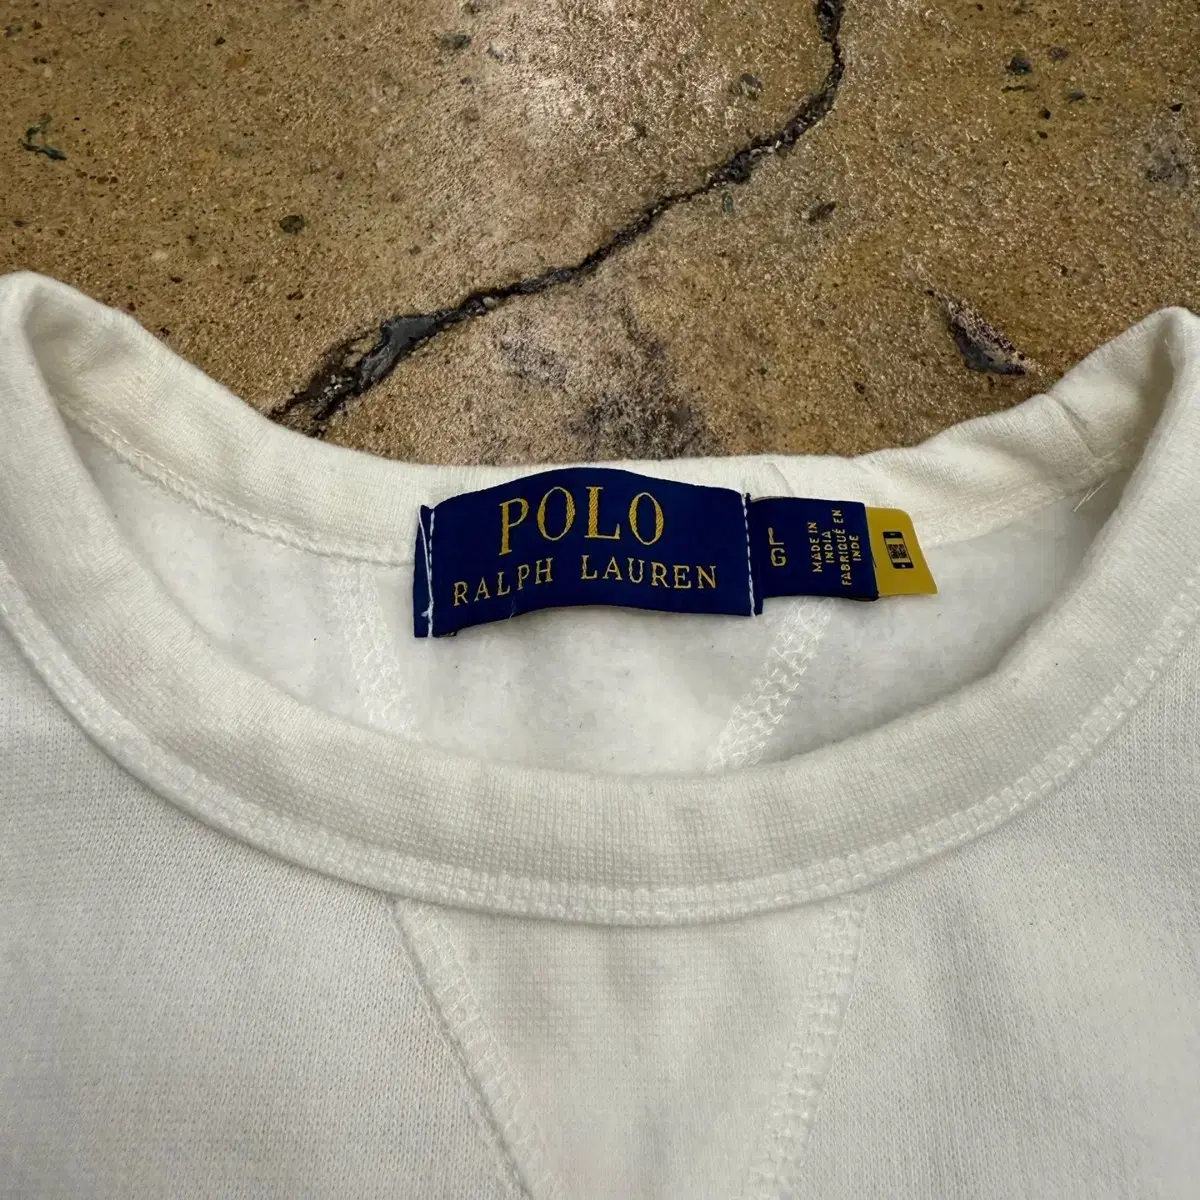 POLO
RALPH LAUREN
LG
MADE IN
INDIA
FABRIQUÉ EN
INDE